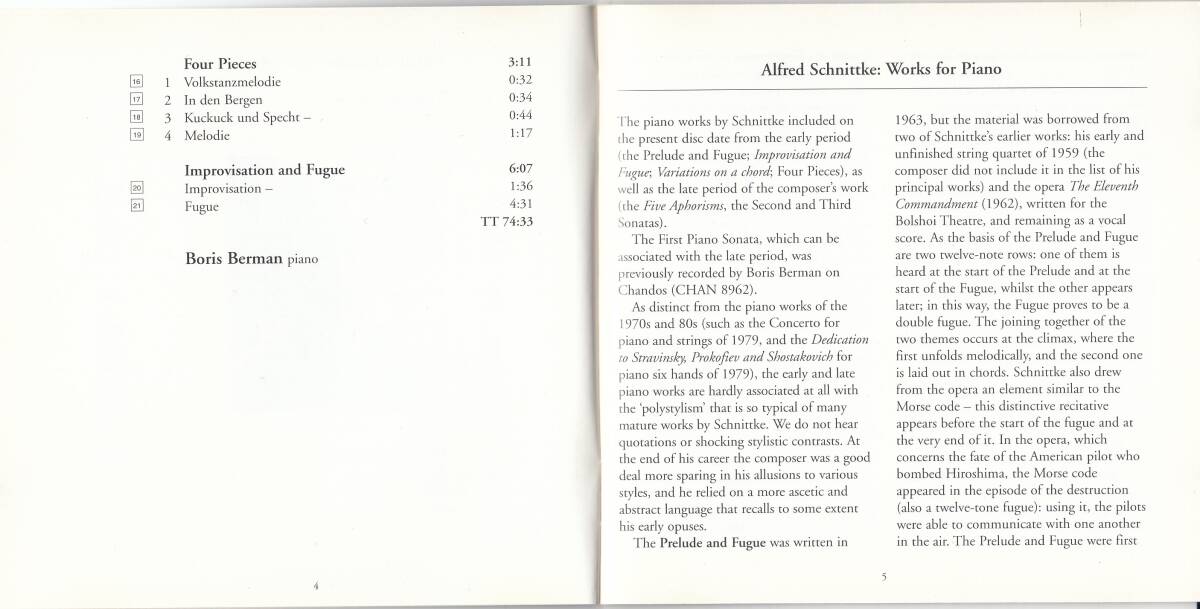 Four Pieces 3:11
16 1 Volkstanzmelodie 0:32
17 2 In den Bergen 0:34
18 3 Kuckuck und Specht – 0:44
19 4 Melodie 1:17
Improvisation and Fugue 6:07
20 Improvisation – 1:36
21 Fugue 4:31
TT 74:33
Boris Berman piano
4
Alfred Schnittke: Works for Piano
The piano works by Schnittke included on
the present disc date from the early period
(the Prelude and Fugue; Improvisation and
Fugue; Variations on a chord; Four Pieces), as
well as the late period of the composer's work
(the Five Aphorisms, the Second and Third
Sonatas).
The First Piano Sonata, which can be
associated with the late period, was
previously recorded by Boris Berman on
Chandos (CHAN 8962).
As distinct from the piano works of the
1970s and 80s (such as the Concerto for
piano and strings of 1979, and the Dedication
to Stravinsky, Prokofiev and Shostakovich for
piano six hands of 1979), the early and late
piano works are hardly associated at all with
the ‘polystylism’ that is so typical of many
mature works by Schnittke. We do not hear
quotations or shocking stylistic contrasts. At
the end of his career the composer was a good
deal more sparing in his allusions to various
styles, and he relied on a more ascetic and
abstract language that recalls to some extent
his early opuses.
The Prelude and Fugue was written in
1963, but the material was borrowed from
two of Schnittke's earlier works: his early and
unfinished string quartet of 1959 (the
composer did not include it in the list of his
principal works) and the opera The Eleventh
Commandment (1962), written for the
Bolshoi Theatre, and remaining as a vocal
score. As the basis of the Prelude and Fugue
are two twelve-note rows: one of them is
heard at the start of the Prelude and at the
start of the Fugue, whilst the other appears
later; in this way, the Fugue proves to be a
double fugue. The joining together of the
two themes occurs at the climax, where the
first unfolds melodically, and the second one
is laid out in chords. Schnittke also drew
from the opera an element similar to the
Morse code – this distinctive recitative
appears before the start of the fugue and at
the very end of it. In the opera, which
concerns the fate of the American pilot who
bombed Hiroshima, the Morse code
appeared in the episode of the destruction
(also a twelve-tone fugue): using it, the pilots
were able to communicate with one another
in the air. The Prelude and Fugue were first
5